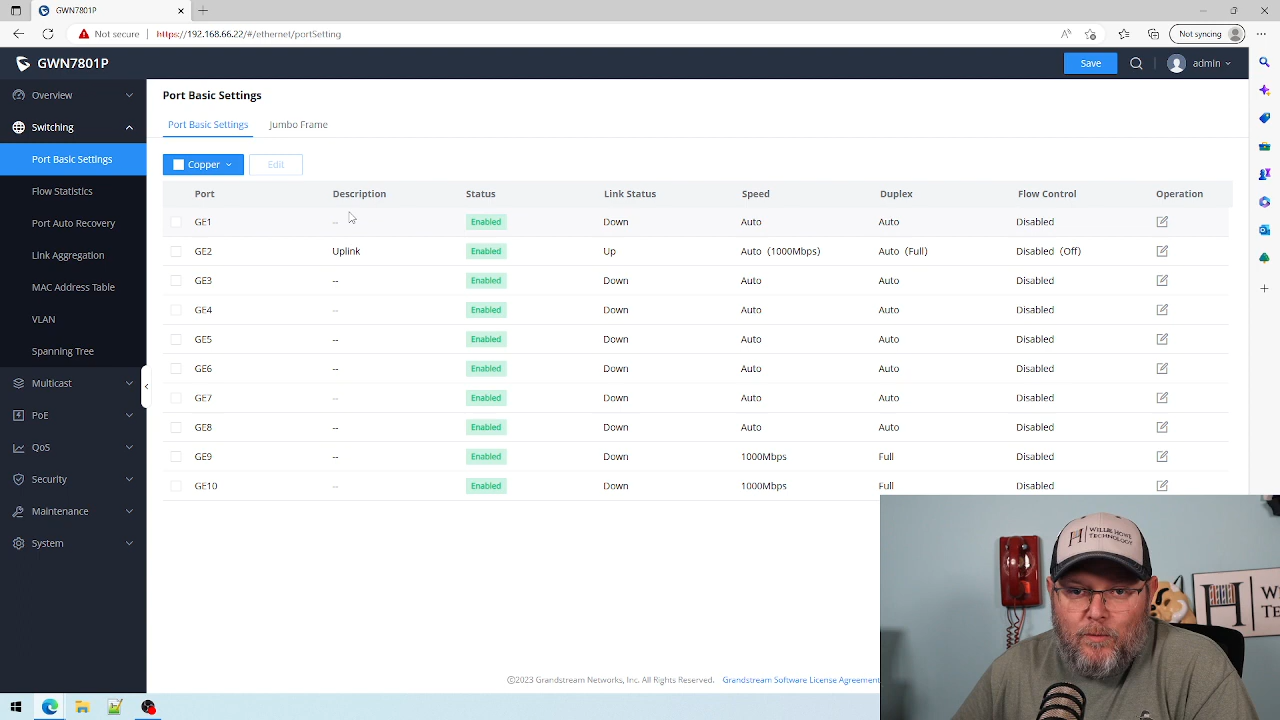 GWN7801P
Not secure
https://192.168.66.22/#/ethernet/portSetting
Not syncing
GWN7801P
Save
admin
Overview
Switching
Port Basic Settings
Flow Statistics
Port Auto Recovery
Link Aggregation
MAC Address Table
VLAN
Spanning Tree
Multicast
PoE
QoS
Security
Maintenance
System
Port Basic Settings
Port Basic Settings Jumbo Frame
Copper Edit
Port Description Status Link Status Speed Duplex Flow Control Operation
GE1 -- Enabled Down Auto Auto Disabled
GE2 Uplink Enabled Up Auto (1000Mbps) Auto (Full) Disabled (Off)
GE3 -- Enabled Down Auto Auto Disabled
GE4 -- Enabled Down Auto Auto Disabled
GE5 -- Enabled Down Auto Auto Disabled
GE6 -- Enabled Down Auto Auto Disabled
GE7 -- Enabled Down Auto Auto Disabled
GE8 -- Enabled Down Auto Auto Disabled
GE9 -- Enabled Down 1000Mbps Full Disabled
GE10 -- Enabled Down 1000Mbps Full Disabled
©2023 Grandstream Networks, Inc. All Rights Reserved. Grandstream Software License Agreement
WILLIE HOWE
TECHNOLOGY